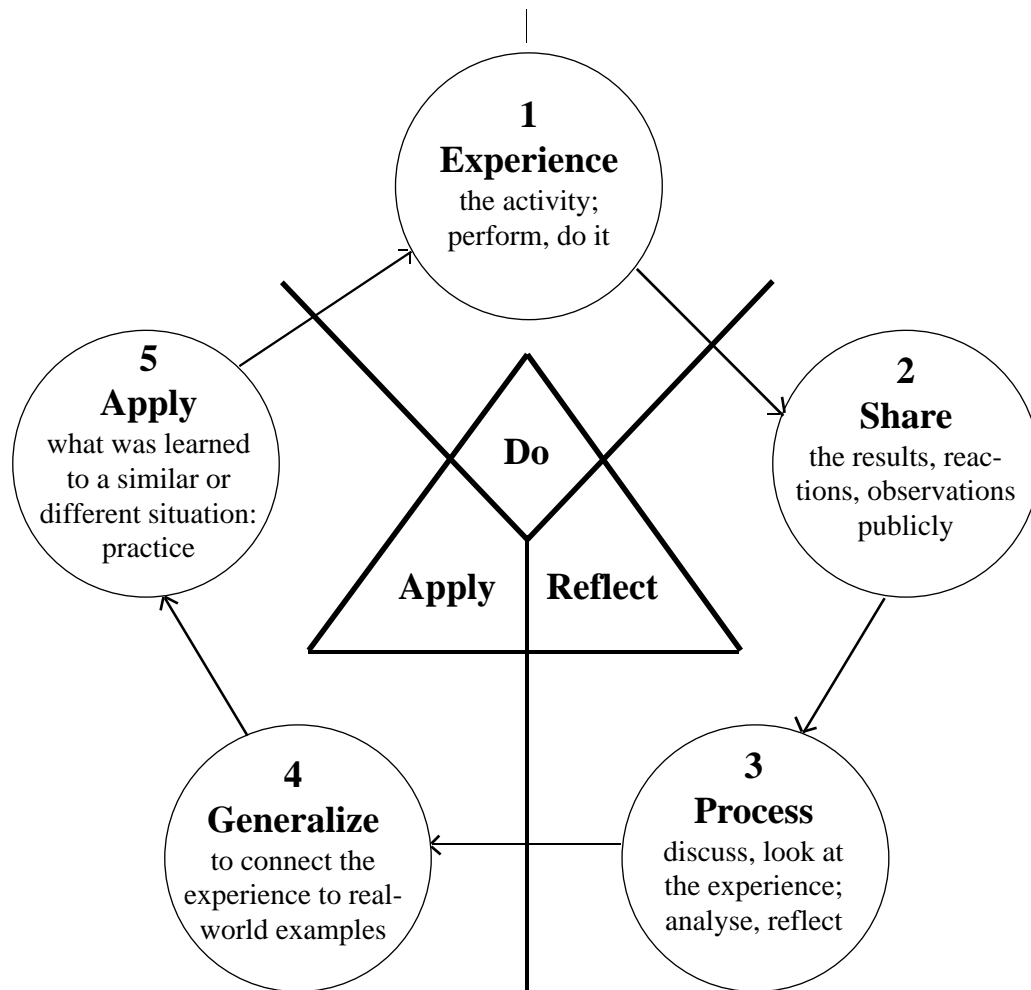 1
Experience
the activity;
perform, do it
2
Share
the results, reac-
tions, observations
publicly
3
Process
discuss, look at
the experience;
analyse, reflect
4
Generalize
to connect the
experience to real-
world examples
5
Apply
what was learned
to a similar or
different situation:
practice
Do
Apply
Reflect